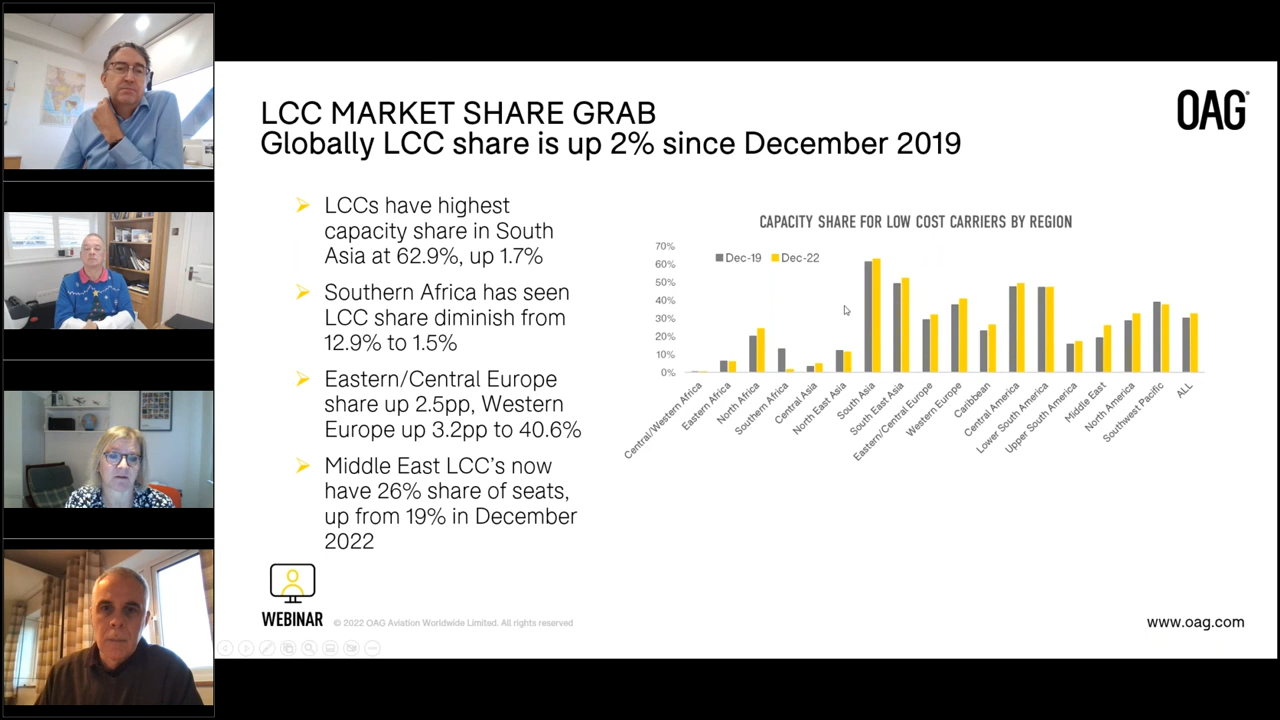 OAG
LCC MARKET SHARE GRAB
Globally LCC share is up 2% since December 2019
LCCs have highest
capacity share in South
Asia at 62.9%, up 1.7%
Southern Africa has seen
LCC share diminish from
12.9% to 1.5%
Eastern/Central Europe
share up 2.5pp, Western
Europe up 3.2pp to 40.6%
Middle East LCC's now
have 26% share of seats,
up from 19% in December
2022
CAPACITY SHARE FOR LOW COST CARRIERS BY REGION
Dec-19 Dec-22
70%
60%
50%
40%
30%
20%
10%
0%
Central/Western Africa
Eastern Africa
North Africa
Southern Africa
Central Asia
North East Asia
South Asia
South East Asia
Eastern/Central Europe
Western Europe
Caribbean
Central America
Lower South America
Upper South America
Middle East
North America
Southwest Pacific
ALL
WEBINAR
© 2022 OAG Aviation Worldwide Limited. All rights reserved
www.oag.com